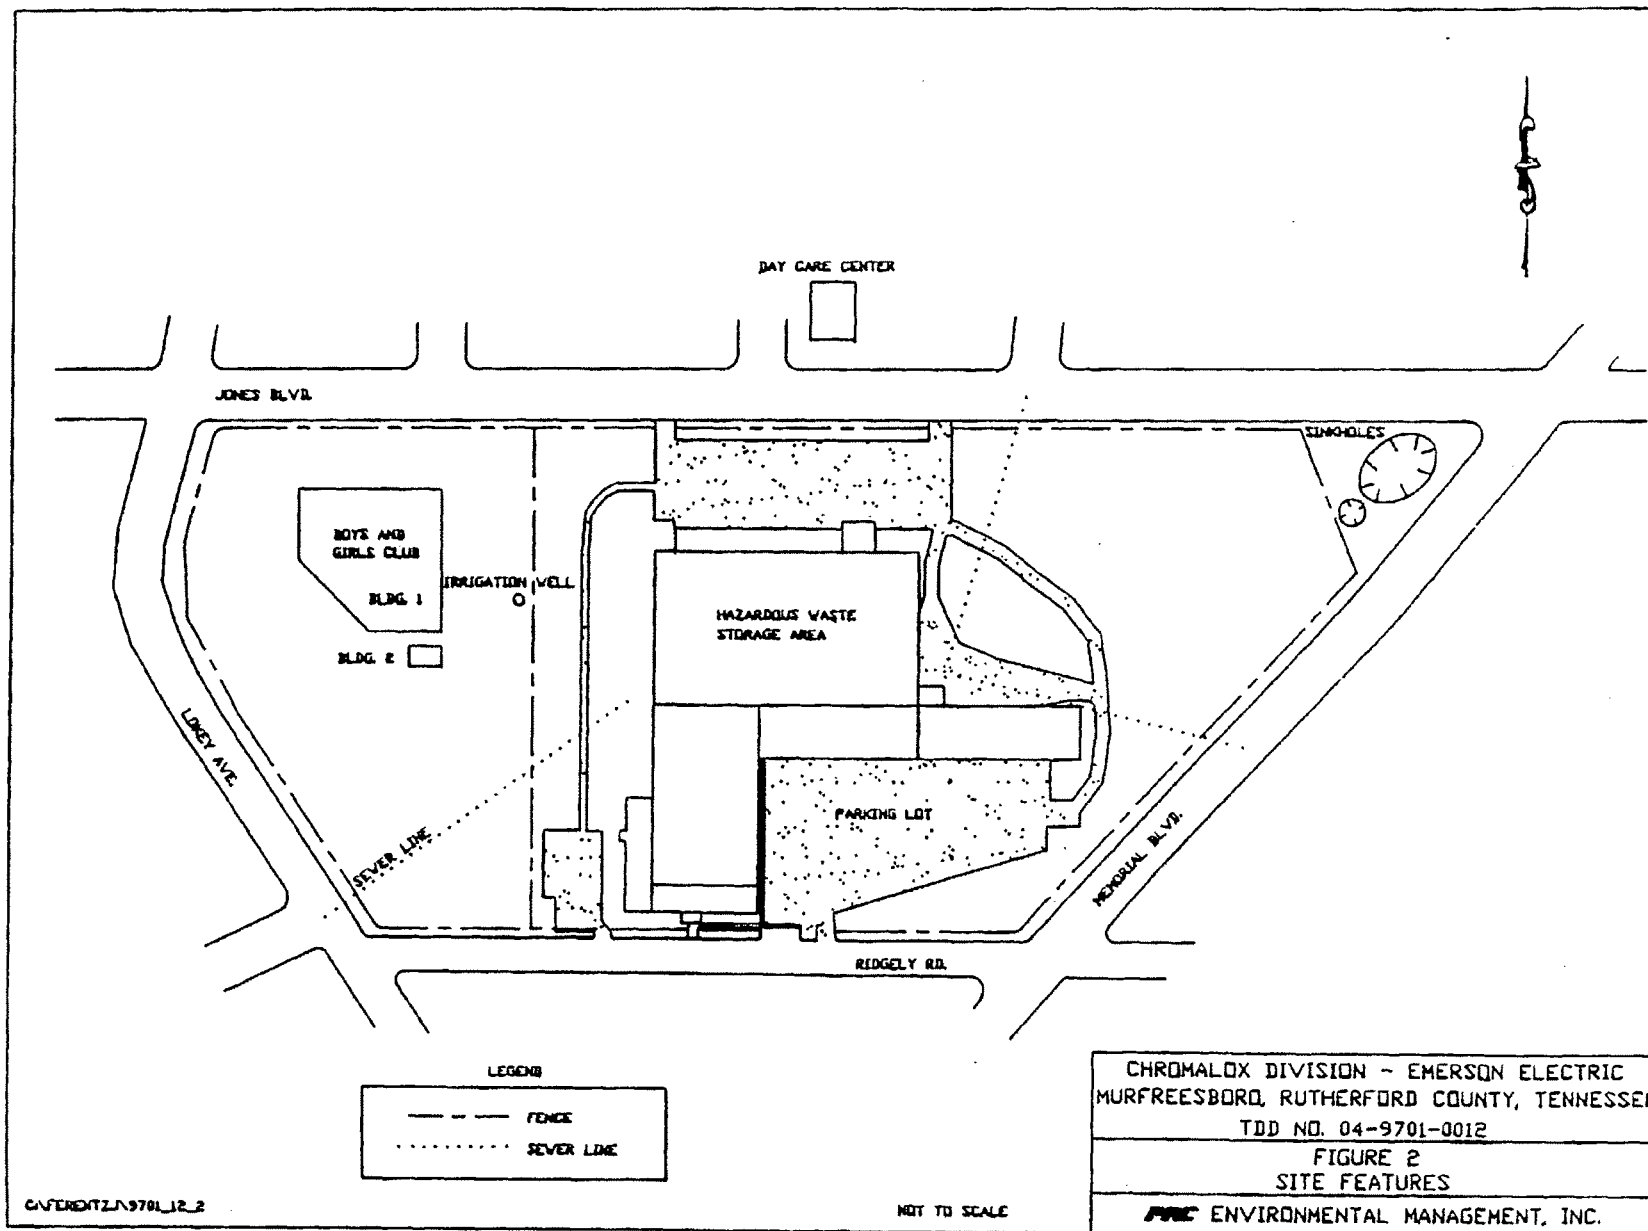 DAY CARE CENTER
JONES BLVD.
SINKHOLES
BOYS AND
GIRLS CLUB
IRRIGATION WELL
BLDG. 1
HAZARDOUS WASTE
STORAGE AREA
BLDG. 2
LOKEY AVE.
PARKING LOT
SEWER LINE
MEMORIAL BLVD.
RIDGELY RD.
LEGEND
FENCE
SEWER LINE
CHROMALOX DIVISION - EMERSON ELECTRIC
MURFREESBORO, RUTHERFORD COUNTY, TENNESSEE
TDD NO. 04-9701-0012
FIGURE 2
SITE FEATURES
PRC ENVIRONMENTAL MANAGEMENT, INC.
NOT TO SCALE